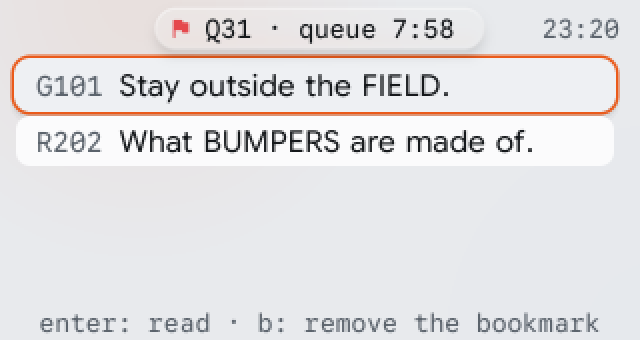 Q31 · queue 7:58 23:20
G101 Stay outside the FIELD.
R202 What BUMPERS are made of.
enter: read · b: remove the bookmark